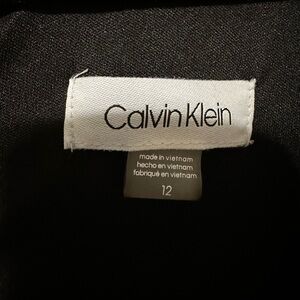 Calvin Klein
made in vietnam
hecho en vietnam
fabriqué en vietnam
12